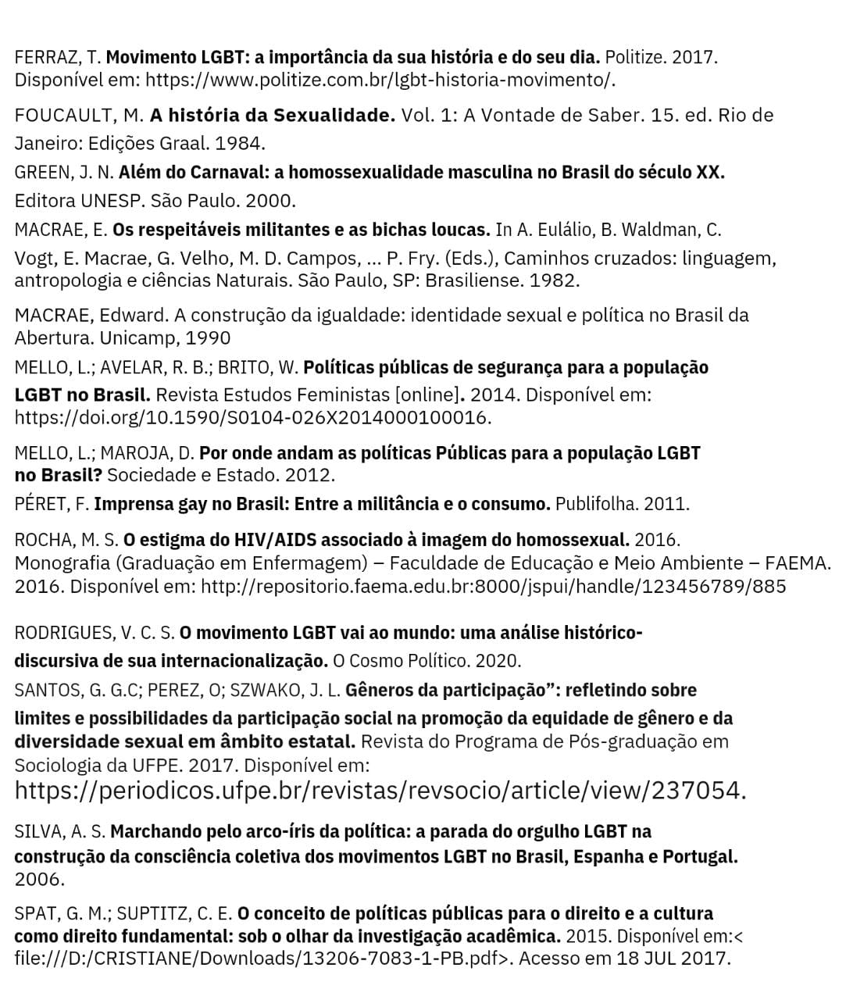 FERRAZ, T. Movimento LGBT: a importância da sua história e do seu dia. Politize. 2017.
Disponível em: https://www.politize.com.br/lgbt-historia-movimento/.
FOUCAULT, M. A história da Sexualidade. Vol. 1: A Vontade de Saber. 15. ed. Rio de
Janeiro: Edições Graal. 1984.
GREEN, J. N. Além do Carnaval: a homossexualidade masculina no Brasil do século XX.
Editora UNESP. São Paulo. 2000.
MACRAE, E. Os respeitáveis militantes e as bichas loucas. In A. Eulálio, B. Waldman, C.
Vogt, E. Macrae, G. Velho, M. D. Campos, ... P. Fry. (Eds.), Caminhos cruzados: linguagem,
antropologia e ciências Naturais. São Paulo, SP: Brasiliense. 1982.
MACRAE, Edward. A construção da igualdade: identidade sexual e política no Brasil da
Abertura. Unicamp, 1990
MELLO, L.; AVELAR, R. B.; BRITO, W. Políticas públicas de segurança para a população
LGBT no Brasil. Revista Estudos Feministas [online]. 2014. Disponível em:
https://doi.org/10.1590/S0104-026X2014000100016.
MELLO, L.; MAROJA, D. Por onde andam as políticas Públicas para a população LGBT
no Brasil? Sociedade e Estado. 2012.
PÉRET, F. Imprensa gay no Brasil: Entre a militância e o consumo. Publifolha. 2011.
ROCHA, M. S. O estigma do HIV/AIDS associado à imagem do homossexual. 2016.
Monografia (Graduação em Enfermagem) – Faculdade de Educação e Meio Ambiente – FAEMA.
2016. Disponível em: http://repositorio.faema.edu.br:8000/jspui/handle/123456789/885
RODRIGUES, V. C. S. O movimento LGBT vai ao mundo: uma análise histórico-
discursiva de sua internacionalização. O Cosmo Político. 2020.
SANTOS, G. G.C; PEREZ, O; SZWAKO, J. L. Gêneros da participação”: refletindo sobre
limites e possibilidades da participação social na promoção da equidade de gênero e da
diversidade sexual em âmbito estatal. Revista do Programa de Pós-graduação em
Sociologia da UFPE. 2017. Disponível em:
https://periodicos.ufpe.br/revistas/revsocio/article/view/237054.
SILVA, A. S. Marchando pelo arco-íris da política: a parada do orgulho LGBT na
construção da consciência coletiva dos movimentos LGBT no Brasil, Espanha e Portugal.
2006.
SPAT, G. M.; SUPTITZ, C. E. O conceito de políticas públicas para o direito e a cultura
como direito fundamental: sob o olhar da investigação acadêmica. 2015. Disponível em:<
file:///D:/CRISTIANE/Downloads/13206-7083-1-PB.pdf>. Acesso em 18 JUL 2017.